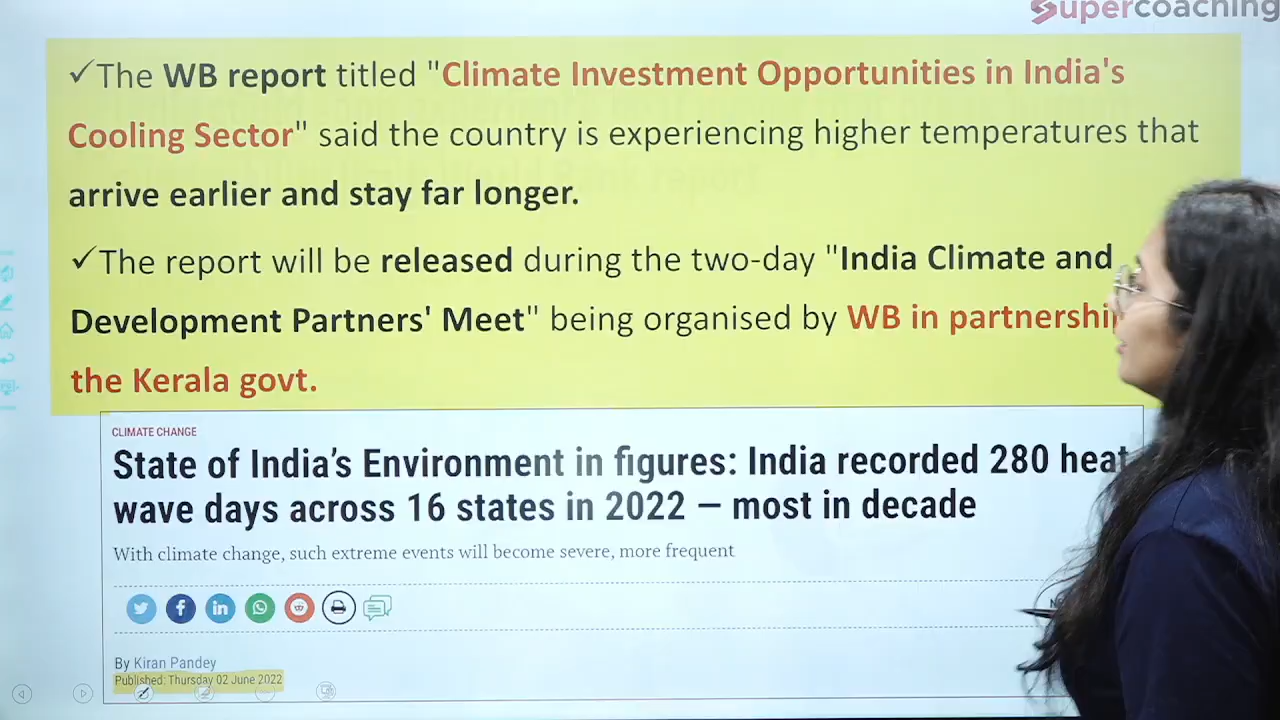 Supercoaching
✓The WB report titled "Climate Investment Opportunities in India's
Cooling Sector" said the country is experiencing higher temperatures that
arrive earlier and stay far longer.
✓The report will be released during the two-day "India Climate and
Development Partners' Meet" being organised by WB in partnershi
the Kerala govt.
CLIMATE CHANGE
State of India's Environment in figures: India recorded 280 heat
wave days across 16 states in 2022 — most in decade
With climate change, such extreme events will become severe, more frequent
By Kiran Pandey
Published: Thursday 02 June 2022